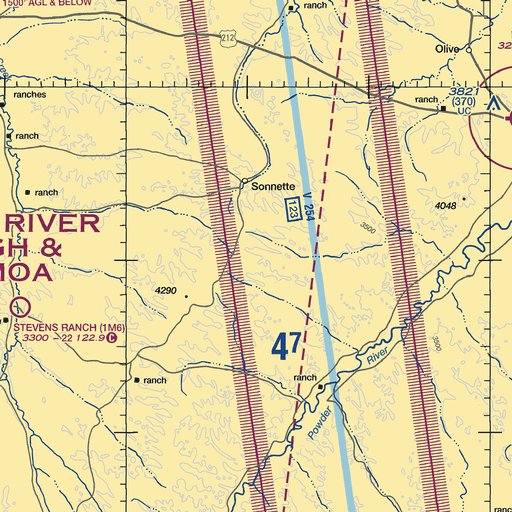 1500' AGL & BELOW
ranch
212
Olive
32
ranches
ranch
3821
(370)
UC
ranch
ranch
Sonnette
123
V 254
4048
3500
RIVER
GH &
MOA
4290
STEVENS RANCH (1M6)
3300 - 22 122.9 C
47
3500
River
ranch
ranch
Powder
ranc